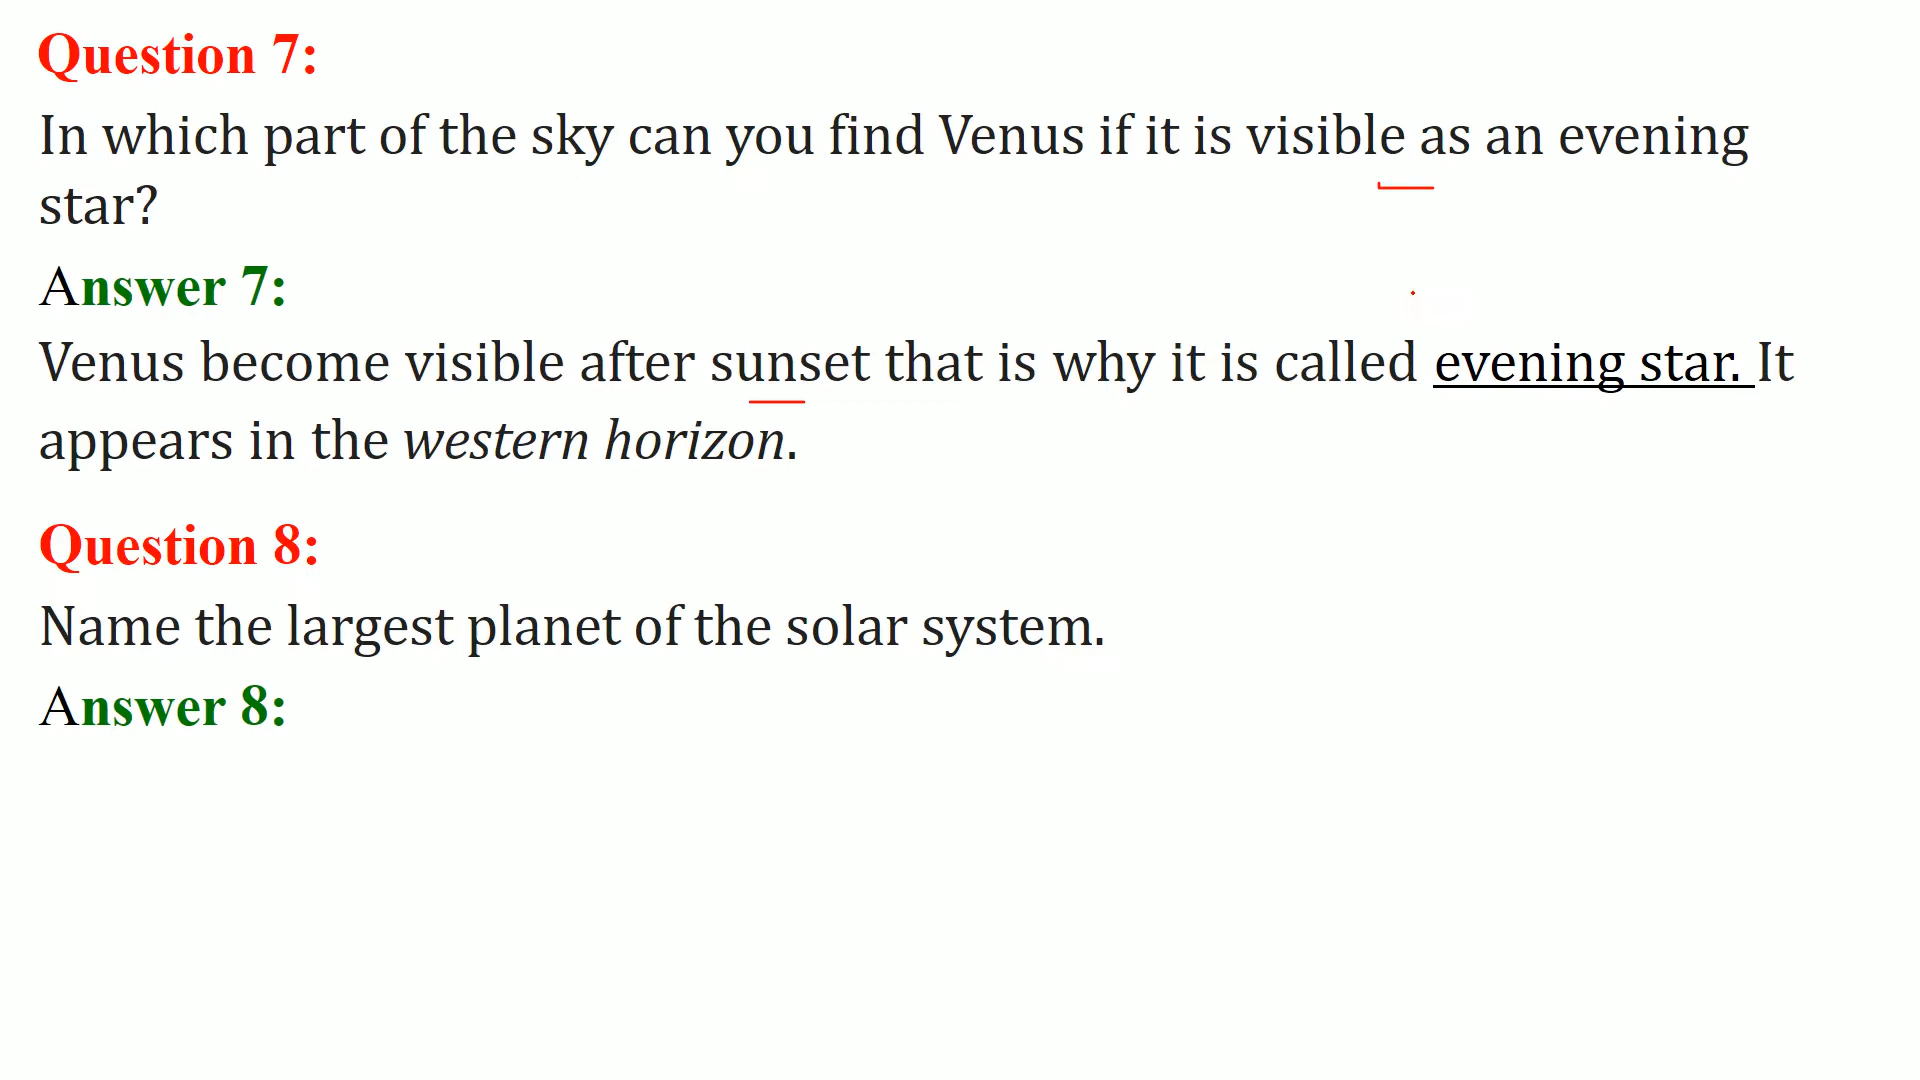 Question 7:
In which part of the sky can you find Venus if it is visible as an evening
star?
Answer 7:
Venus become visible after sunset that is why it is called evening star. It
appears in the western horizon.
Question 8:
Name the largest planet of the solar system.
Answer 8: